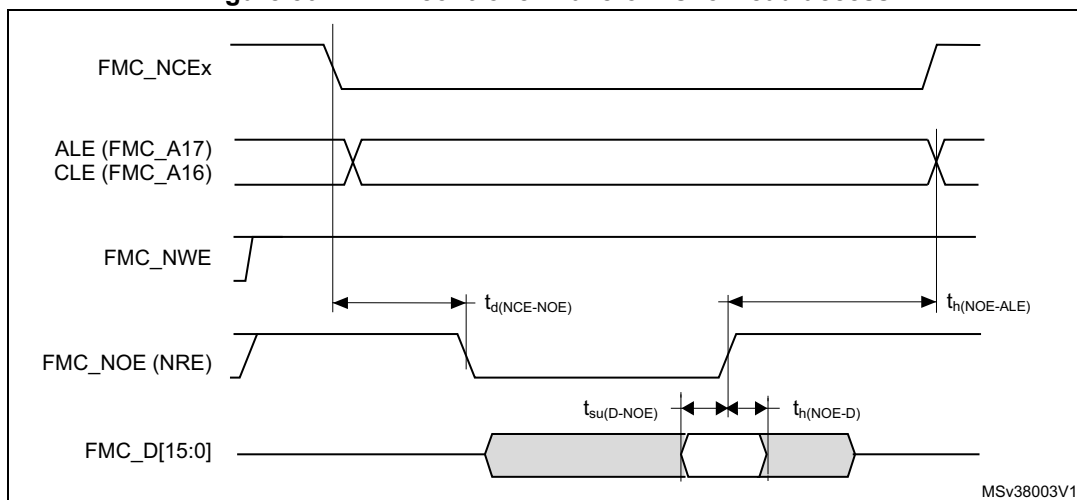 FMC_NCEx
ALE (FMC_A17)
CLE (FMC_A16)
FMC_NWE
td(NCE-NOE)
th(NOE-ALE)
FMC_NOE (NRE)
tsu(D-NOE)
th(NOE-D)
FMC_D[15:0]
MSv38003V1